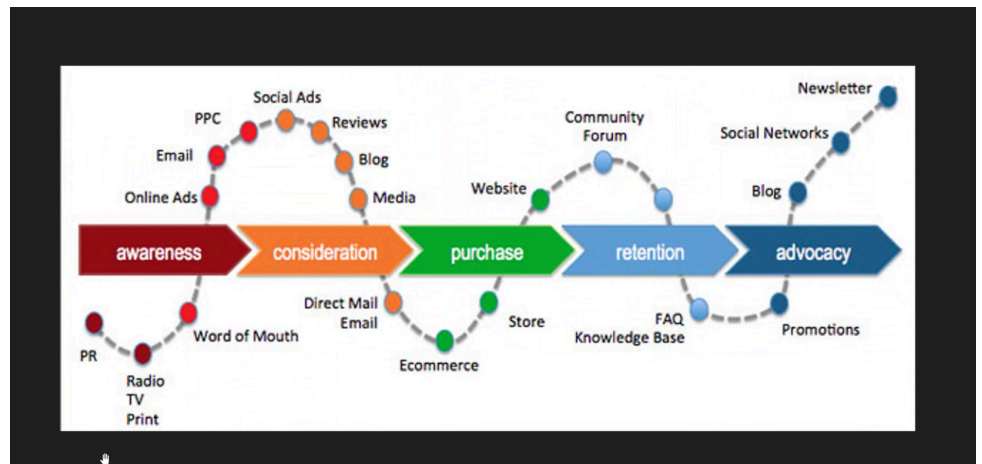 Newsletter
Social Ads
PPC
Reviews
Community
Forum
Social Networks
Email
Blog
Website
Blog
Online Ads
Media
awareness
consideration
purchase
retention
advocacy
Direct Mail
Email
Store
FAQ
Knowledge Base
Promotions
Word of Mouth
PR
Ecommerce
Radio
TV
Print